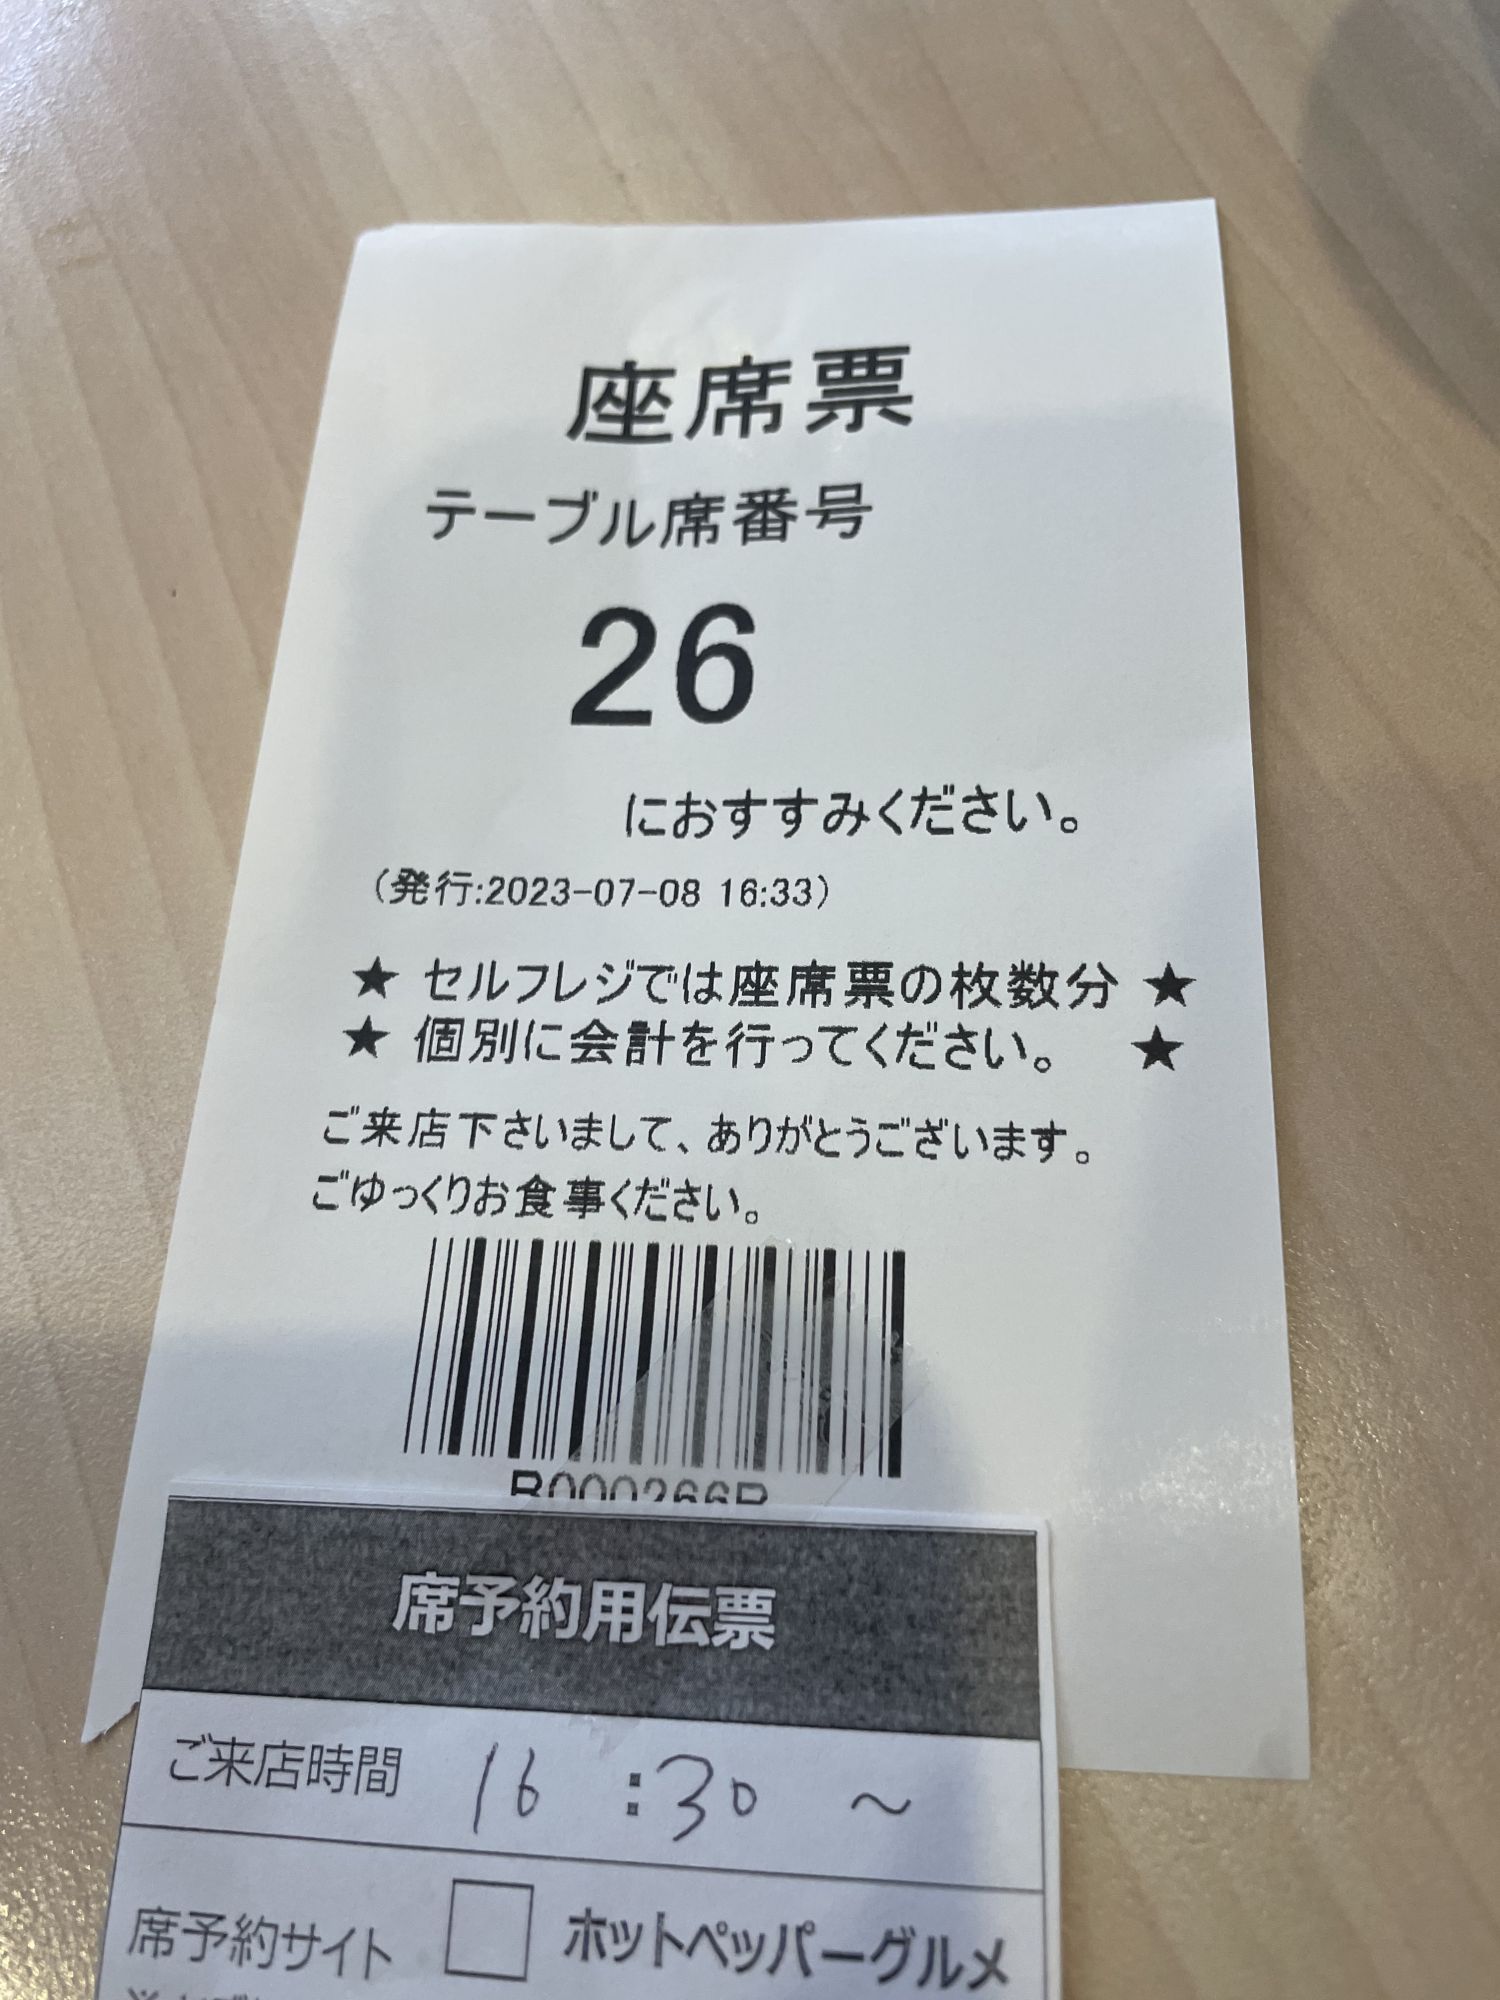 座席票
テーブル席番号
26
におすすみください。
（発行:2023-07-08 16:33）
★ セルフレジでは座席票の枚数分 ★
★ 個別に会計を行ってください。 ★
ご来店下さいまして、ありがとうございます。
ごゆっくりお食事ください。
B000266B
席予約用伝票
ご来店時間 16:30 ~
席予約サイト □ ホットペッパーグルメ